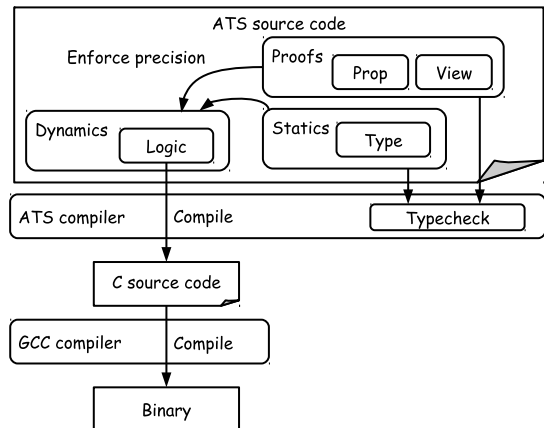 ATS source code
Enforce precision
Proofs
Prop
View
Dynamics
Logic
Statics
Type
ATS compiler
Compile
Typecheck
C source code
GCC compiler
Compile
Binary